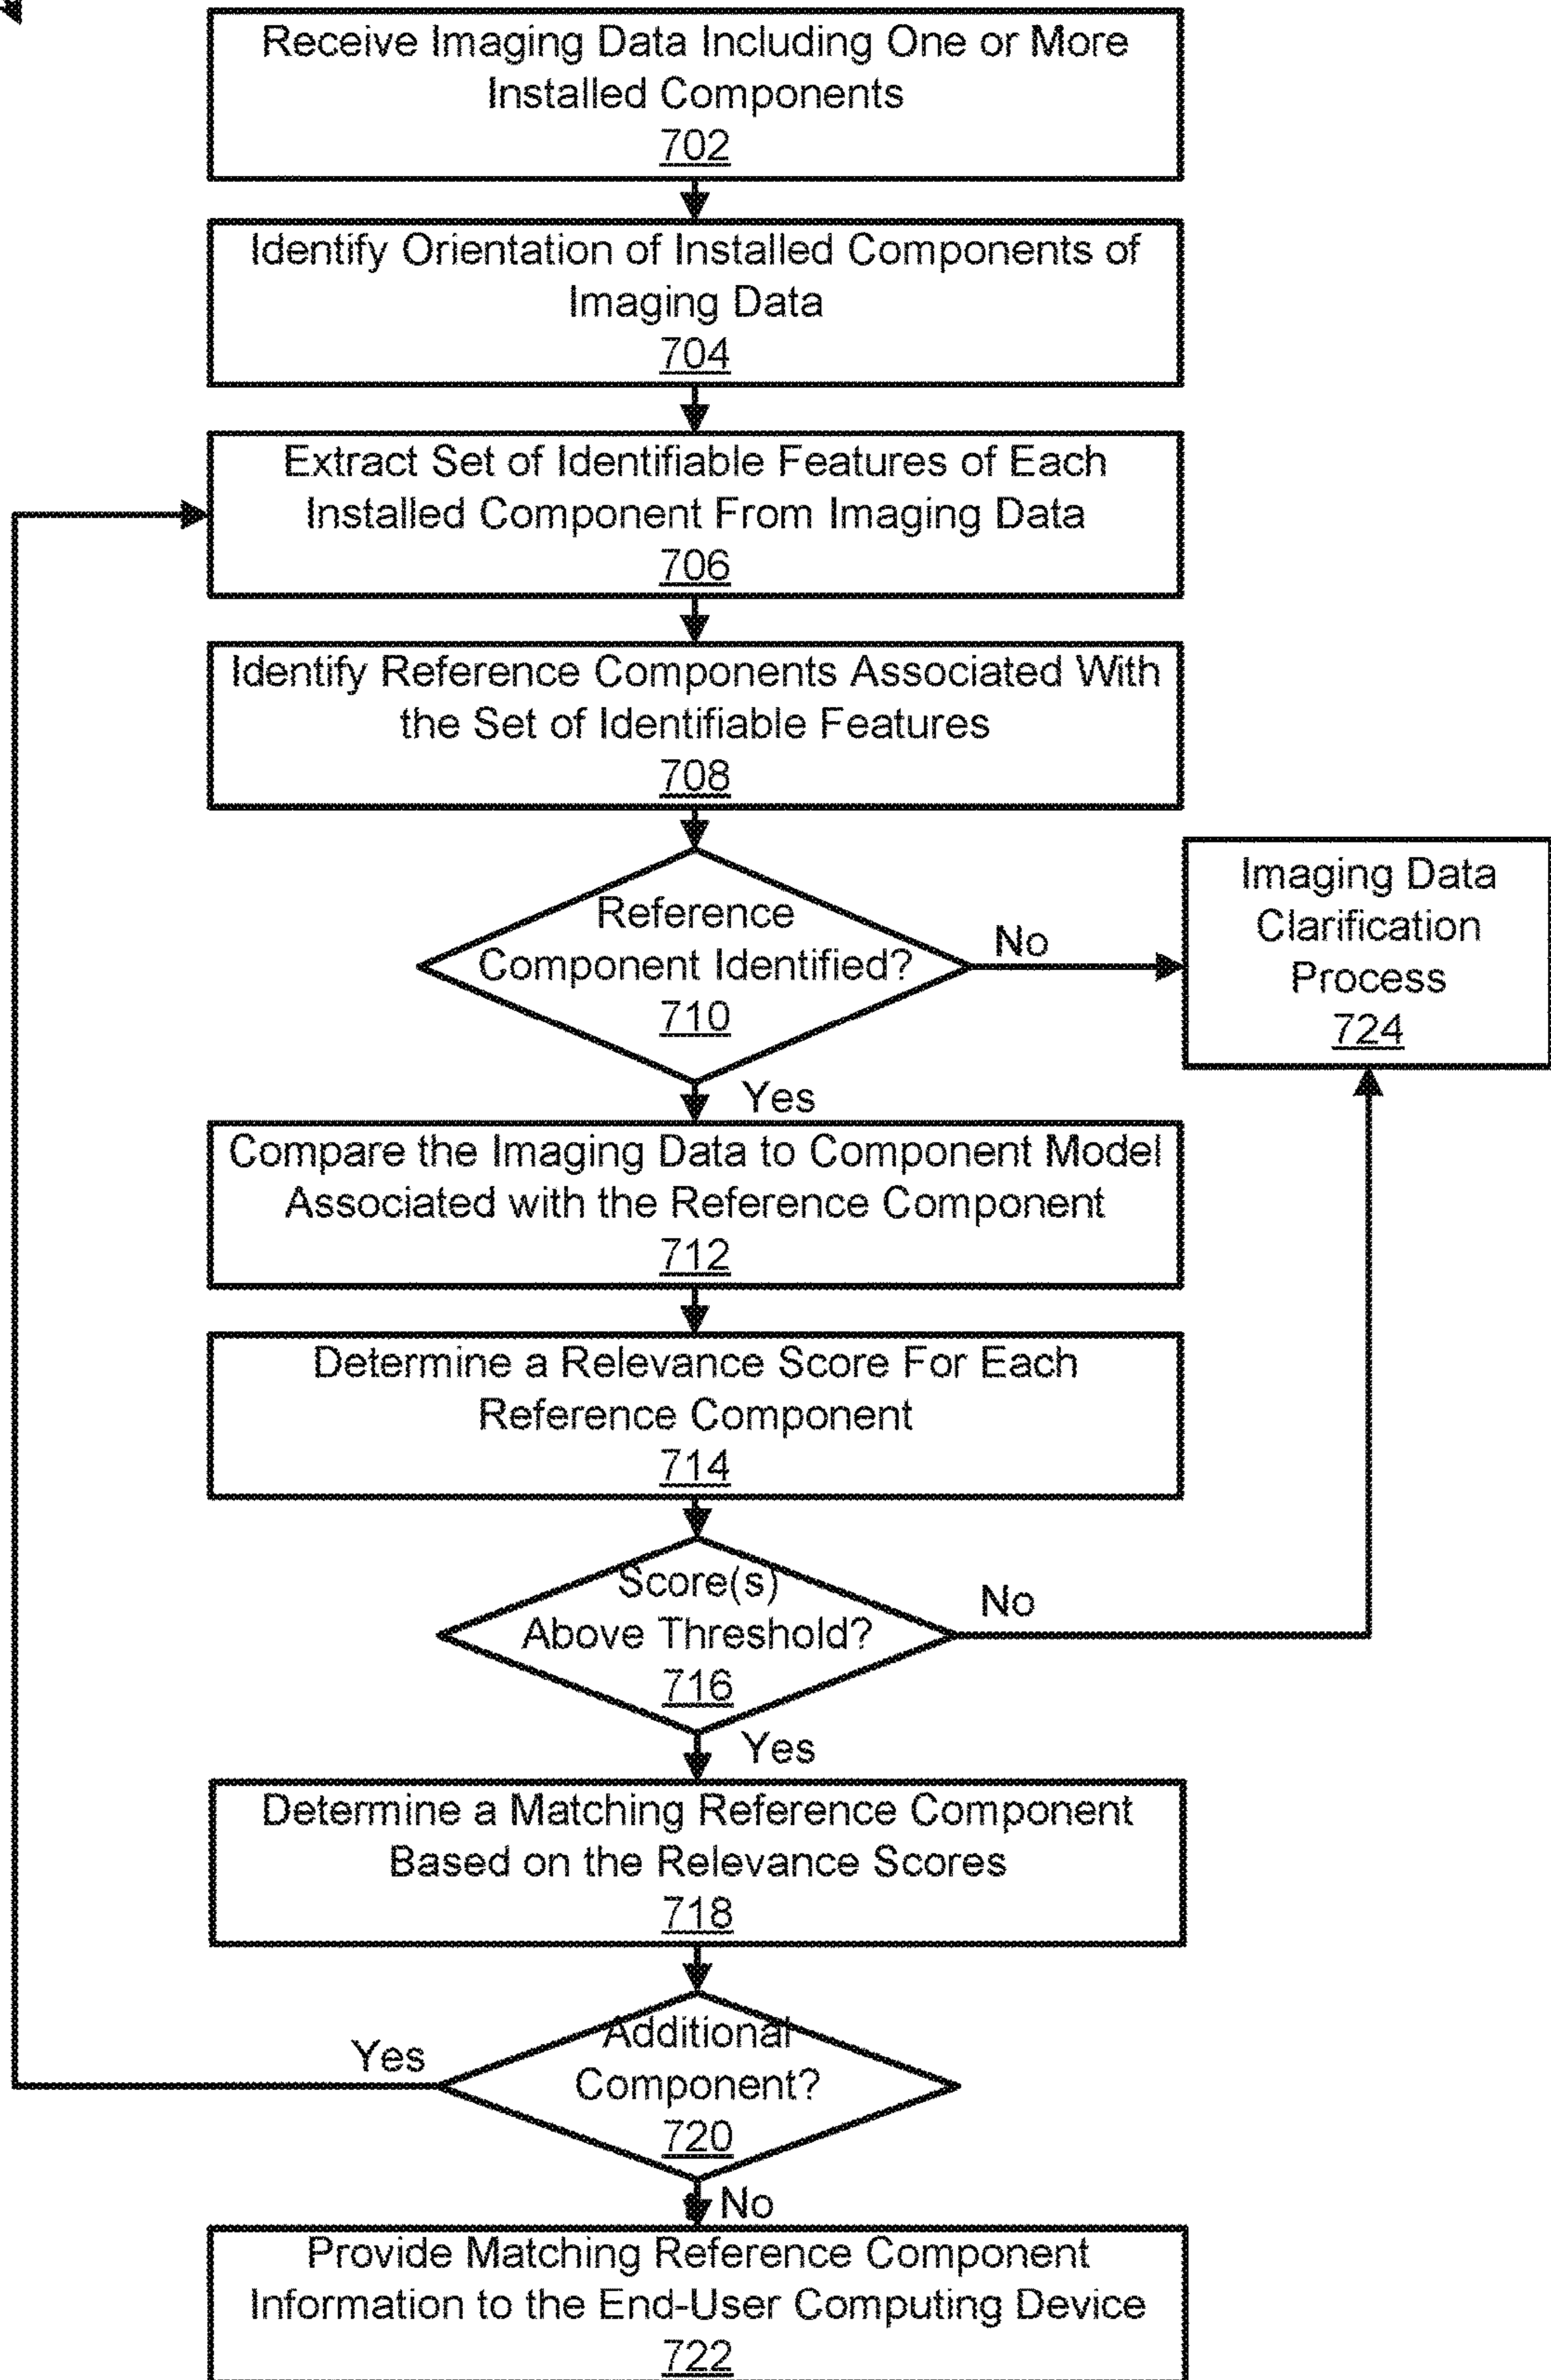 Receive Imaging Data Including One or More
Installed Components
702
Identify Orientation of Installed Components of
Imaging Data
704
Extract Set of Identifiable Features of Each
Installed Component From Imaging Data
706
Identify Reference Components Associated With
the Set of Identifiable Features
708
Reference
Component Identified?
710
No
Imaging Data
Clarification
Process
724
Yes
Compare the Imaging Data to Component Model
Associated with the Reference Component
712
Determine a Relevance Score For Each
Reference Component
714
Score(s)
Above Threshold?
716
No
Yes
Determine a Matching Reference Component
Based on the Relevance Scores
718
Additional
Component?
720
Yes
No
Provide Matching Reference Component
Information to the End-User Computing Device
722